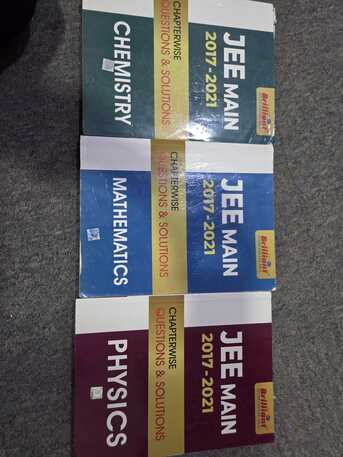 Brilliant
JEE MAIN
2017-2021
CHAPTERWISE
QUESTIONS & SOLUTIONS
CHEMISTRY
Brilliant
JEE MAIN
2017-2021
CHAPTERWISE
QUESTIONS & SOLUTIONS
MATHEMATICS
Brilliant
JEE MAIN
2017-2021
CHAPTERWISE
QUESTIONS & SOLUTIONS
PHYSICS